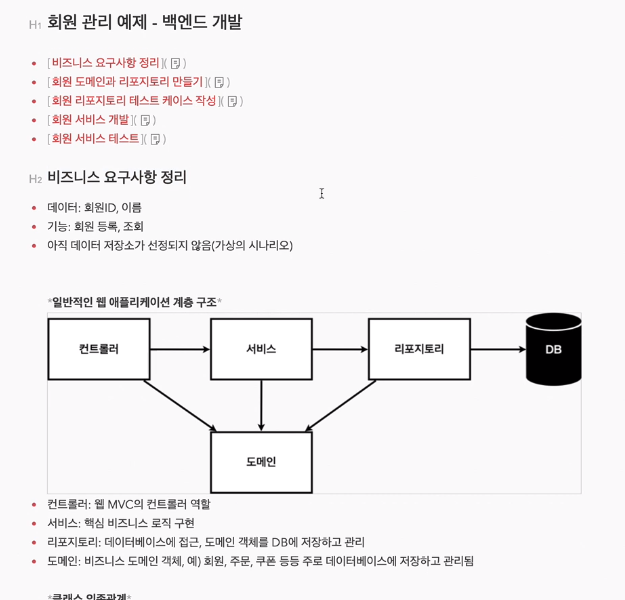 H1 회원 관리 예제 - 백엔드 개발
[비즈니스 요구사항 정리]( )
[회원 도메인과 리포지토리 만들기]( )
[회원 리포지토리 테스트 케이스 작성]( )
[회원 서비스 개발]( )
[회원 서비스 테스트]( )
H2 비즈니스 요구사항 정리
데이터: 회원ID, 이름
기능: 회원 등록, 조회
아직 데이터 저장소가 선정되지 않음(가상의 시나리오)
*일반적인 웹 애플리케이션 계층 구조*
컨트롤러
서비스
리포지토리
DB
도메인
컨트롤러: 웹 MVC의 컨트롤러 역할
서비스: 핵심 비즈니스 로직 구현
리포지토리: 데이터베이스에 접근, 도메인 객체를 DB에 저장하고 관리
도메인: 비즈니스 도메인 객체, 예) 회원, 주문, 쿠폰 등등 주로 데이터베이스에 저장하고 관리됨
*클래스 의존관계*